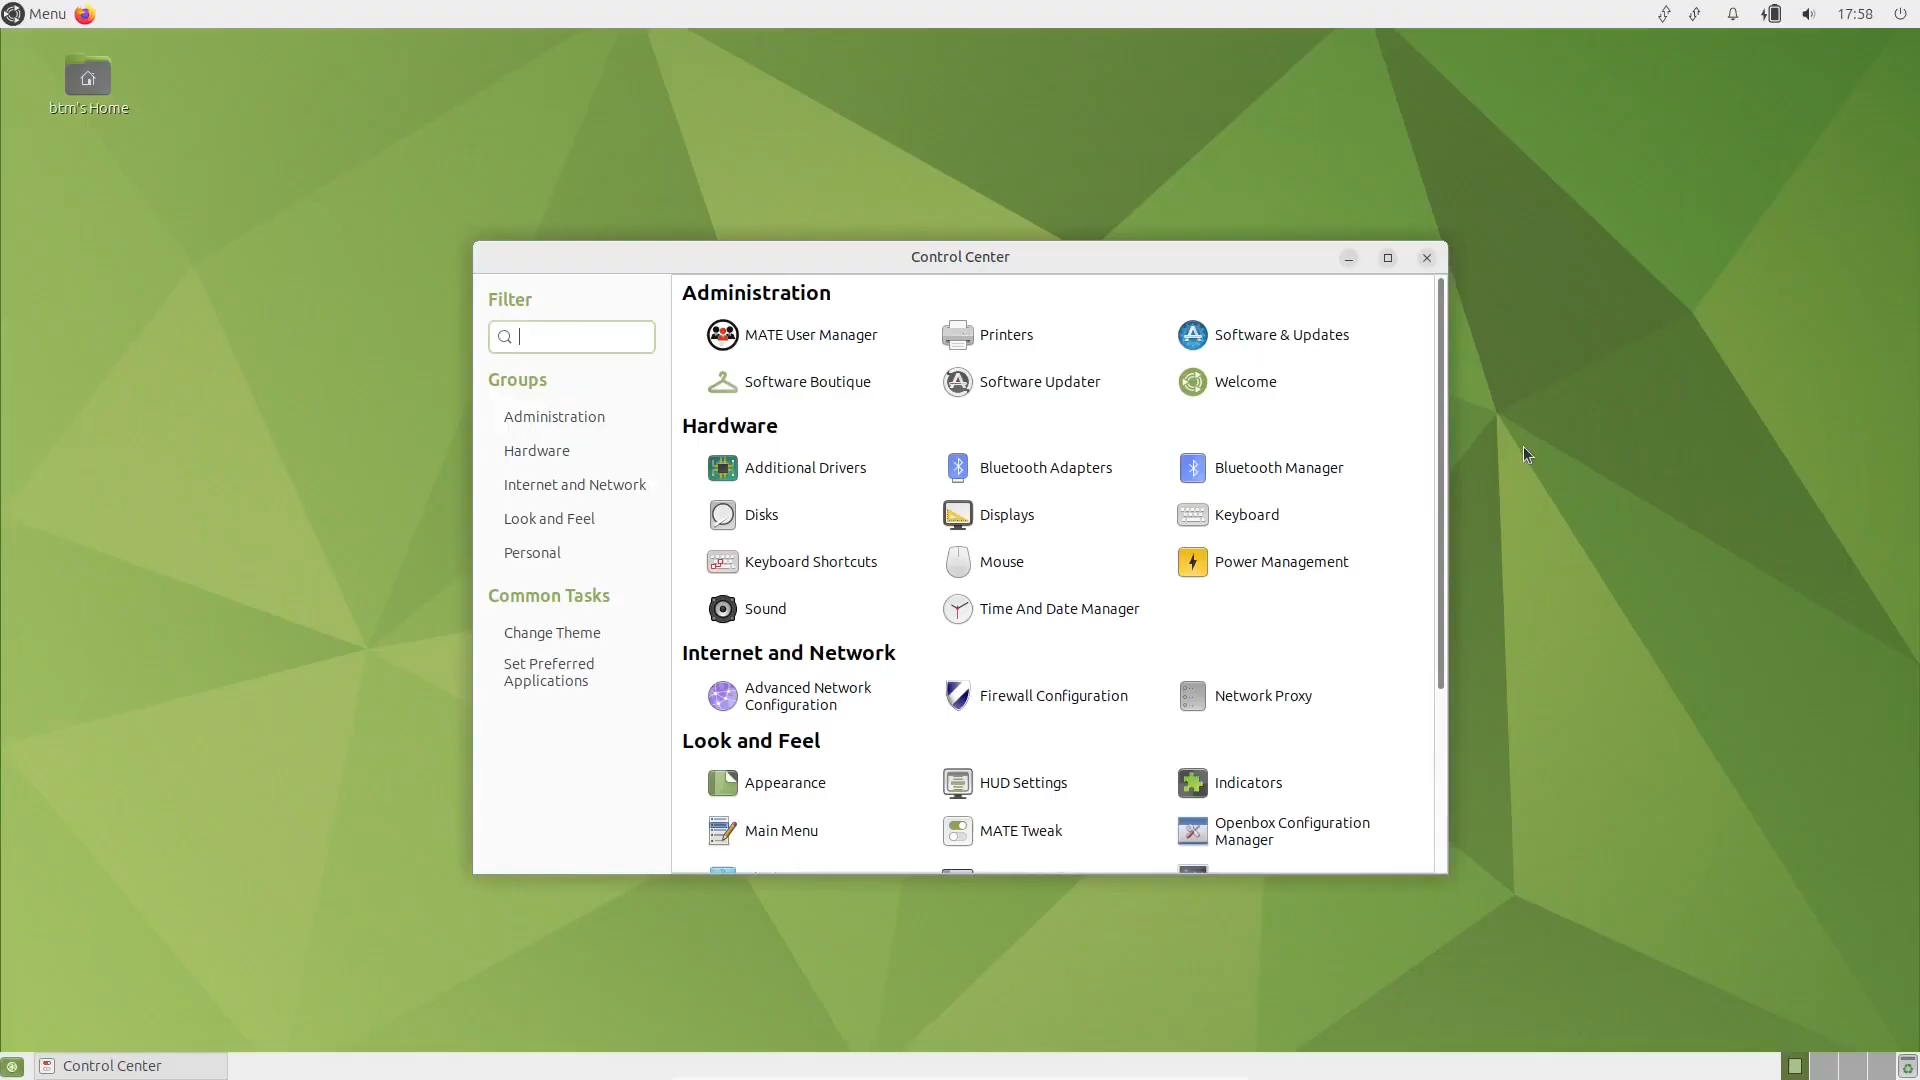 Menu
17:58
btm's Home
Control Center
Filter
Groups
Administration
Hardware
Internet and Network
Look and Feel
Personal
Common Tasks
Change Theme
Set Preferred
Applications
Administration
MATE User Manager
Printers
Software & Updates
Software Boutique
Software Updater
Welcome
Hardware
Additional Drivers
Bluetooth Adapters
Bluetooth Manager
Disks
Displays
Keyboard
Keyboard Shortcuts
Mouse
Power Management
Sound
Time And Date Manager
Internet and Network
Advanced Network
Configuration
Firewall Configuration
Network Proxy
Look and Feel
Appearance
HUD Settings
Indicators
Main Menu
MATE Tweak
Openbox Configuration
Manager
Control Center